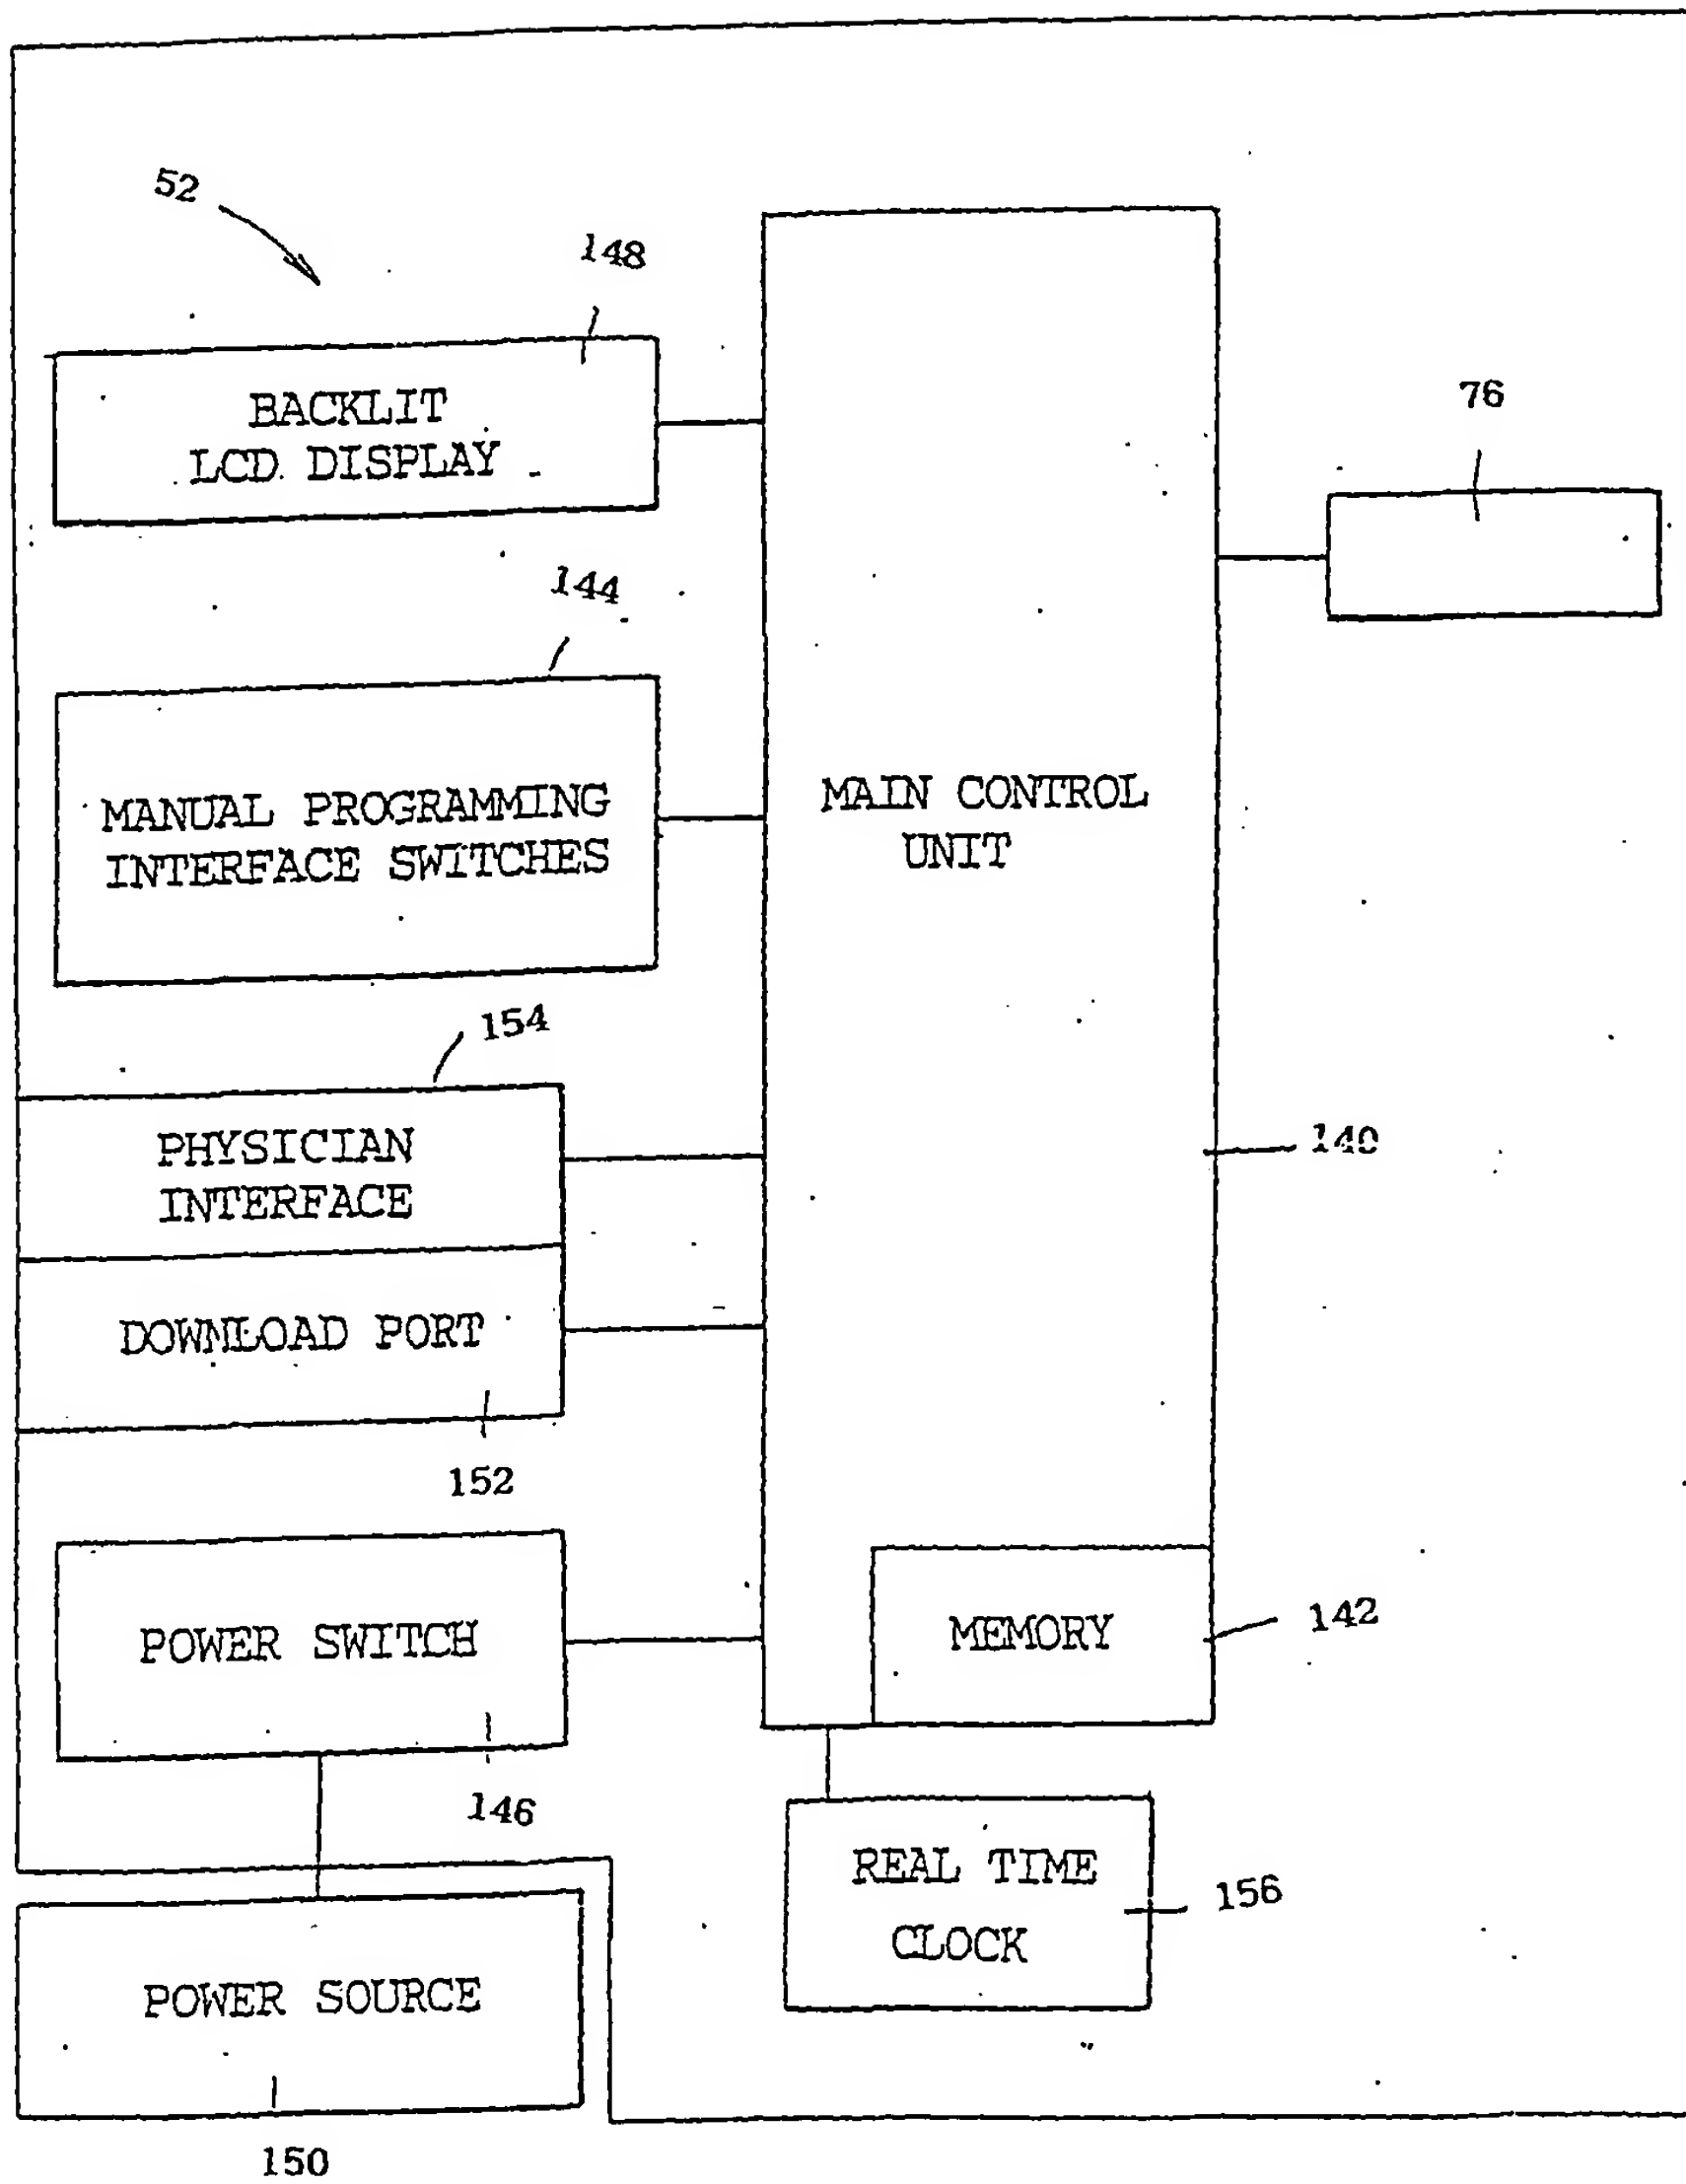 52
148
BACKLIT
LCD DISPLAY
76
144
MANUAL PROGRAMMING
INTERFACE SWITCHES
MAIN CONTROL
UNIT
154
PHYSICIAN
INTERFACE
140
DOWNLOAD PORT
152
POWER SWITCH
MEMORY
142
146
REAL TIME
CLOCK
156
POWER SOURCE
150